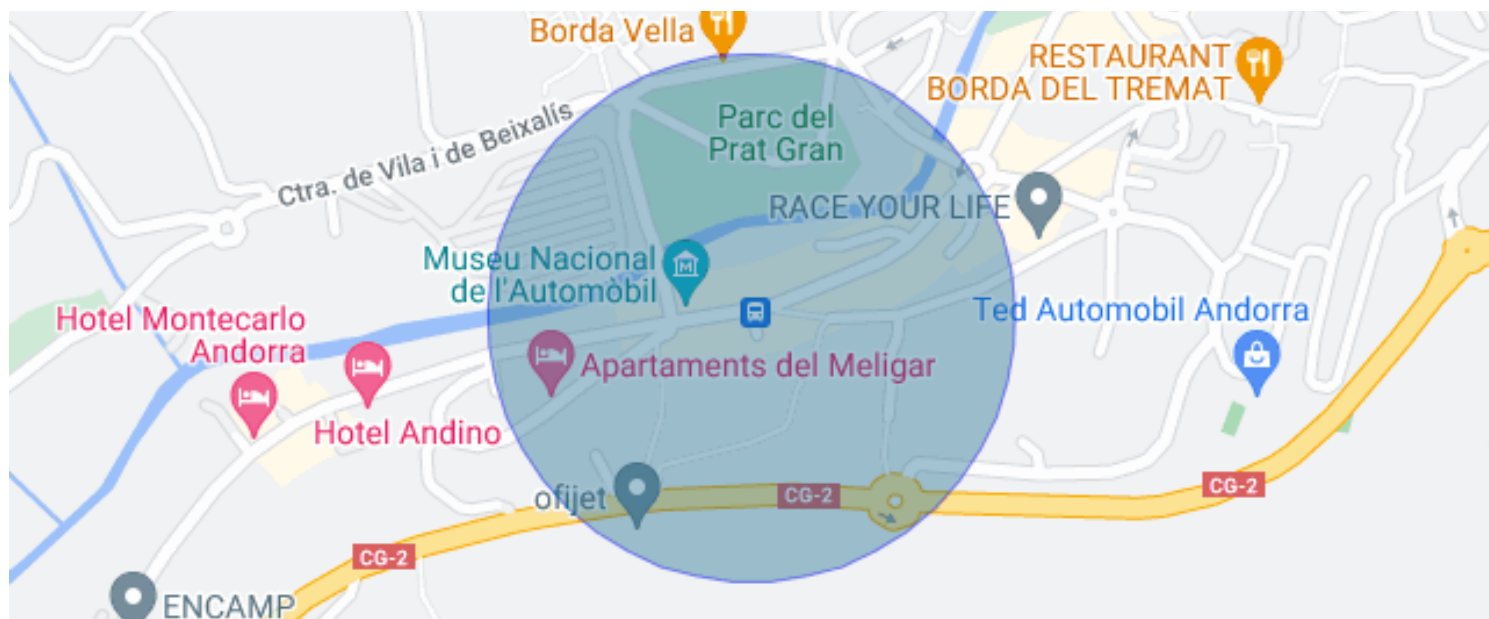 Borda Vella
RESTAURANT
BORDA DEL TREMAT
Parc del
Prat Gran
Ctra. de Vila i de Beixalís
RACE YOUR LIFE
Museu Nacional
de l'Automòbil
M
Hotel Montecarlo
Andorra
Ted Automobil Andorra
Apartaments del Meligar
Hotel Andino
ofijet
CG-2
CG-2
CG-2
ENCAMP